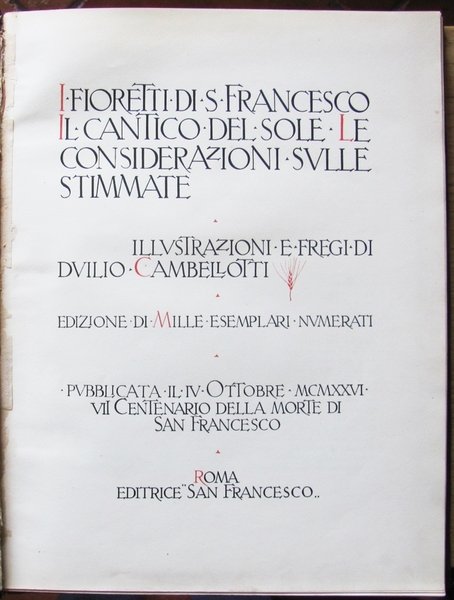 I·FIORETTI·DI·S·FRANCESCO
IL·CANTICO·DEL·SOLE·LE
CONSIDERAZIONI·SVLLE
STIMMATE
ILLVSTRAZIONI·E·FREGI·DI
DVILIO·CAMBELLOTTI
EDIZIONE·DI·MILLE·ESEMPLARI·NVMERATI
·PVBBLICATA·IL·IV·OTTOBRE·MCMXXVI·
VII CENTENARIO DELLA MORTE DI
SAN FRANCESCO
ROMA
EDITRICE "SAN FRANCESCO„